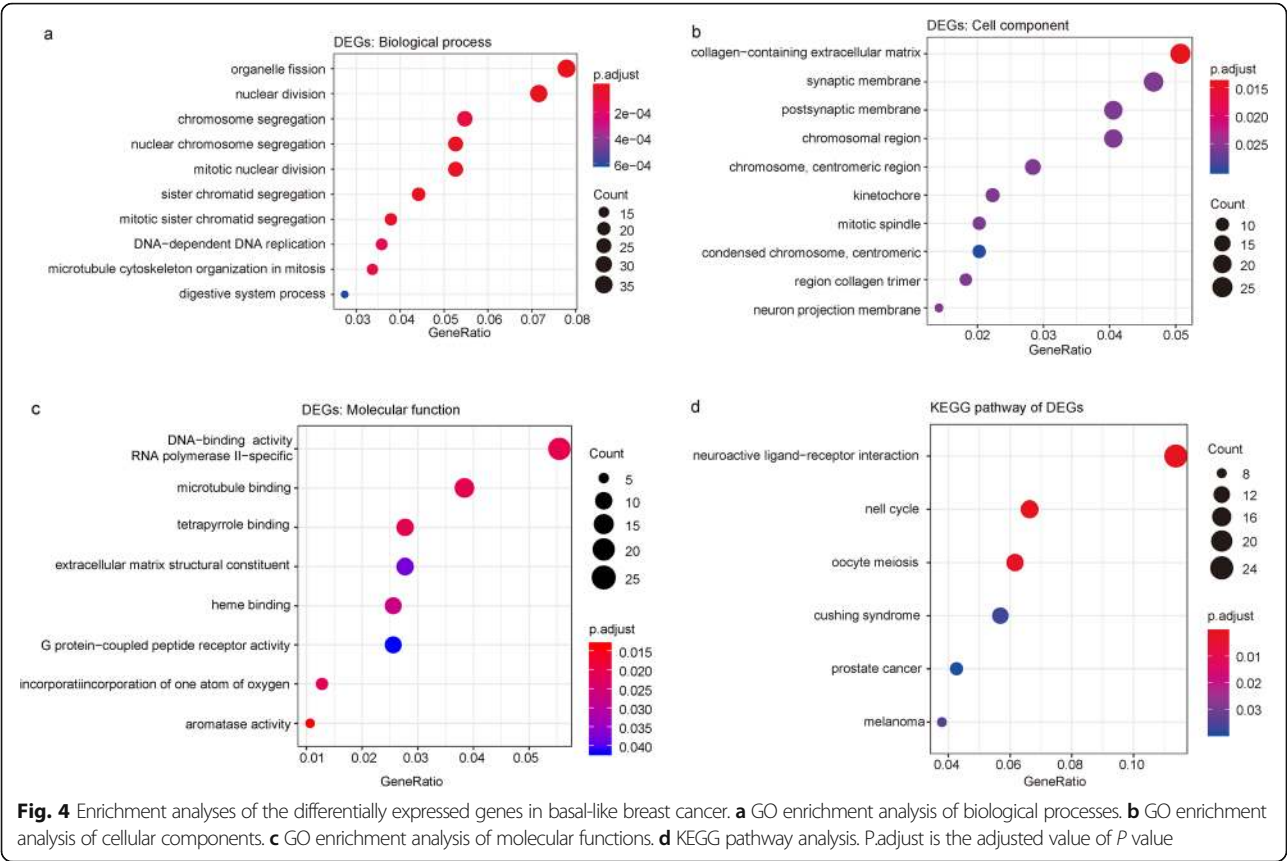 a
DEGs: Biological process
organelle fission
nuclear division
chromosome segregation
nuclear chromosome segregation
mitotic nuclear division
sister chromatid segregation
mitotic sister chromatid segregation
DNA−dependent DNA replication
microtubule cytoskeleton organization in mitosis
digestive system process
0.03 0.04 0.05 0.06 0.07 0.08
GeneRatio
p.adjust
2e−04
4e−04
6e−04
Count
15
20
25
30
35
b
DEGs: Cell component
collagen−containing extracellular matrix
synaptic membrane
postsynaptic membrane
chromosomal region
chromosome, centromeric region
kinetochore
mitotic spindle
condensed chromosome, centromeric
region collagen trimer
neuron projection membrane
0.02 0.03 0.04 0.05
GeneRatio
p.adjust
0.015
0.020
0.025
Count
10
15
20
25
c
DEGs: Molecular function
DNA−binding activity
RNA polymerase II−specific
microtubule binding
tetrapyrrole binding
extracellular matrix structural constituent
heme binding
G protein−coupled peptide receptor activity
incorporatiincorporation of one atom of oxygen
aromatase activity
0.01 0.02 0.03 0.04 0.05
GeneRatio
Count
5
10
15
20
25
p.adjust
0.015
0.020
0.025
0.030
0.035
0.040
d
KEGG pathway of DEGs
neuroactive ligand−receptor interaction
nell cycle
oocyte meiosis
cushing syndrome
prostate cancer
melanoma
0.04 0.06 0.08 0.10
GeneRatio
Count
8
12
16
20
24
p.adjust
0.01
0.02
0.03
Fig. 4 Enrichment analyses of the differentially expressed genes in basal-like breast cancer. a GO enrichment analysis of biological processes. b GO enrichment
analysis of cellular components. c GO enrichment analysis of molecular functions. d KEGG pathway analysis. P.adjust is the adjusted value of P value